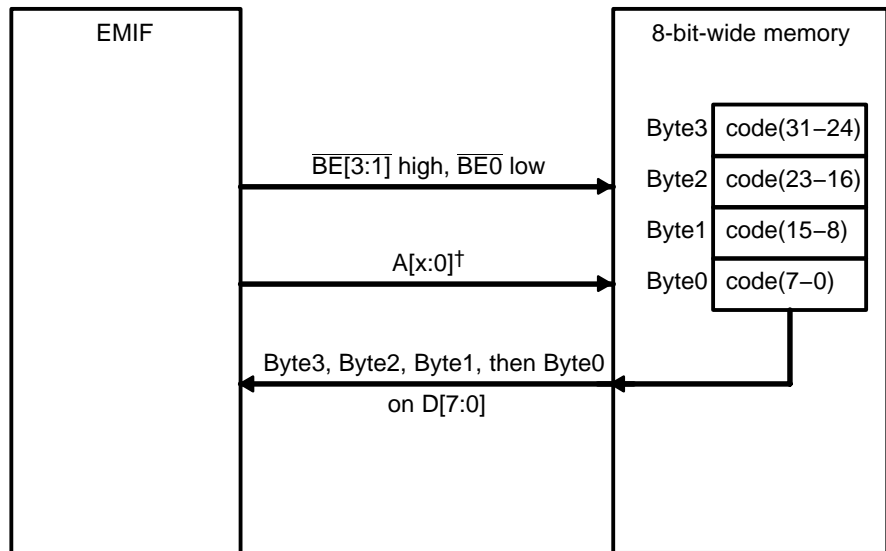 EMIF
8-bit-wide memory
Byte3 code(31−24)
BE[3:1] high, BE0 low
Byte2 code(23−16)
Byte1 code(15−8)
A[x:0]†
Byte0 code(7−0)
Byte3, Byte2, Byte1, then Byte0
on D[7:0]